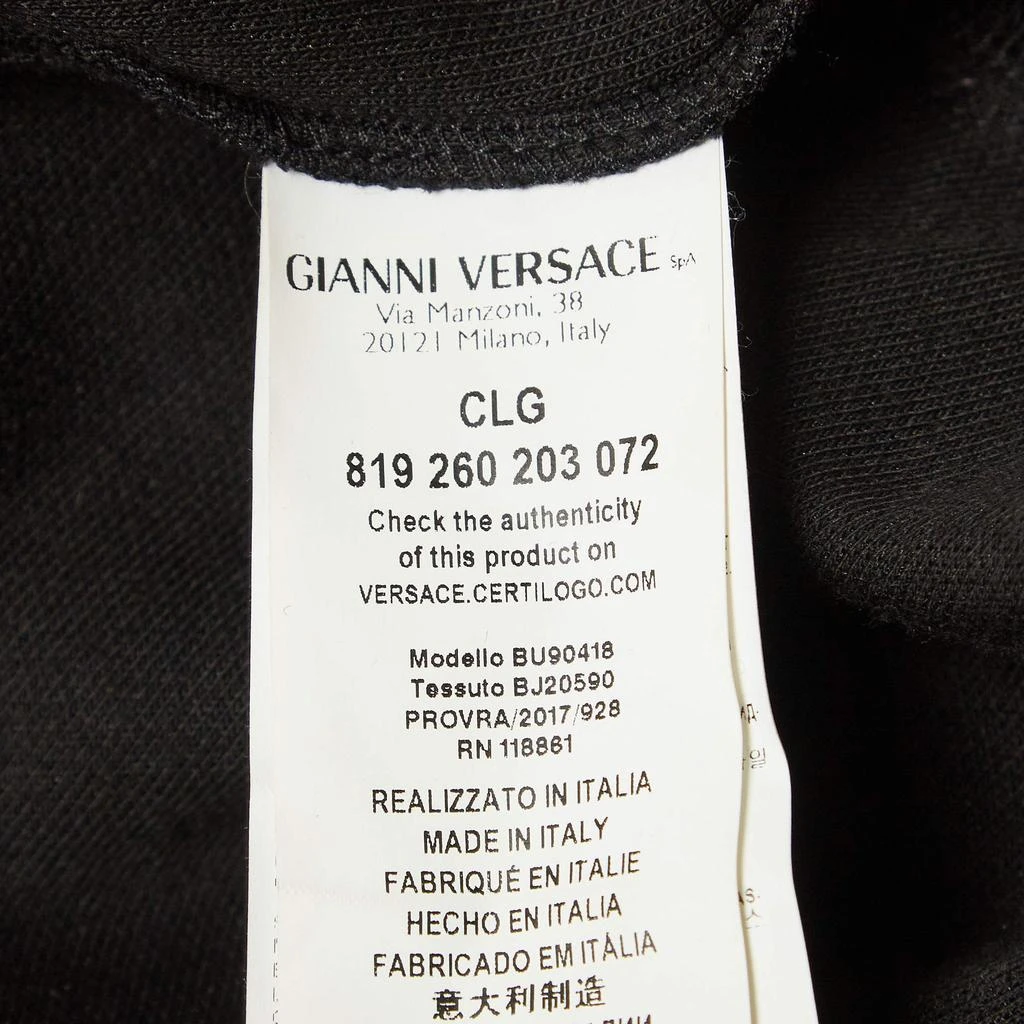 GIANNI VERSACE SpA
Via Manzoni, 38
20121 Milano, Italy
CLG
819 260 203 072
Check the authenticity
of this product on
VERSACE.CERTILOGO.COM
Modello BU90418
Tessuto BJ20590
PROVRA/2017/928
RN 118861
REALIZZATO IN ITALIA
MADE IN ITALY
FABRIQUÉ EN ITALIE
HECHO EN ITALIA
FABRICADO EM ITÁLIA
意大利制造